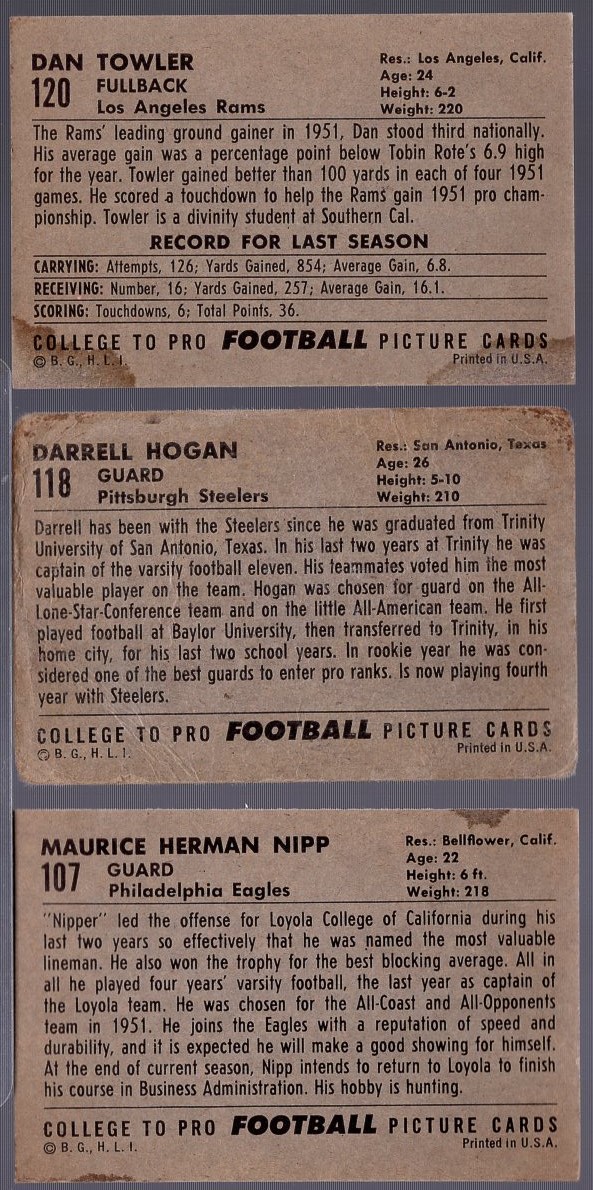 DAN TOWLER
120
FULLBACK
Los Angeles Rams
Res.: Los Angeles, Calif.
Age: 24
Height: 6-2
Weight: 220
The Rams' leading ground gainer in 1951, Dan stood third nationally.
His average gain was a percentage point below Tobin Rote's 6.9 high
for the year. Towler gained better than 100 yards in each of four 1951
games. He scored a touchdown to help the Rams gain 1951 pro cham-
pionship. Towler is a divinity student at Southern Cal.
RECORD FOR LAST SEASON
CARRYING: Attempts, 126; Yards Gained, 854; Average Gain, 6.8.
RECEIVING: Number, 16; Yards Gained, 257; Average Gain, 16.1.
SCORING: Touchdowns, 6; Total Points, 36.
COLLEGE TO PRO FOOTBALL PICTURE CARDS
© B. G., H. L. I. Printed in U.S.A.
DARRELL HOGAN
118
GUARD
Pittsburgh Steelers
Res.: San Antonio, Texas
Age: 26
Height: 5-10
Weight: 210
Darrell has been with the Steelers since he was graduated from Trinity
University of San Antonio, Texas. In his last two years at Trinity he was
captain of the varsity football eleven. His teammates voted him the most
valuable player on the team. Hogan was chosen for guard on the All-
Lone-Star-Conference team and on the little All-American team. He first
played football at Baylor University, then transferred to Trinity, in his
home city, for his last two school years. In rookie year he was con-
sidered one of the best guards to enter pro ranks. Is now playing fourth
year with Steelers.
COLLEGE TO PRO FOOTBALL PICTURE CARDS
© B. G., H. L. I. Printed in U.S.A.
MAURICE HERMAN NIPP
107
GUARD
Philadelphia Eagles
Res.: Bellflower, Calif.
Age: 22
Height: 6 ft.
Weight: 218
"Nipper" led the offense for Loyola College of California during his
last two years so effectively that he was named the most valuable
lineman. He also won the trophy for the best blocking average. All in
all he played four years' varsity football, the last year as captain of
the Loyola team. He was chosen for the All-Coast and All-Opponents
team in 1951. He joins the Eagles with a reputation of speed and
durability, and it is expected he will make a good showing for himself.
At the end of current season, Nipp intends to return to Loyola to finish
his course in Business Administration. His hobby is hunting.
COLLEGE TO PRO FOOTBALL PICTURE CARDS
© B. G., H. L. I. Printed in U.S.A.